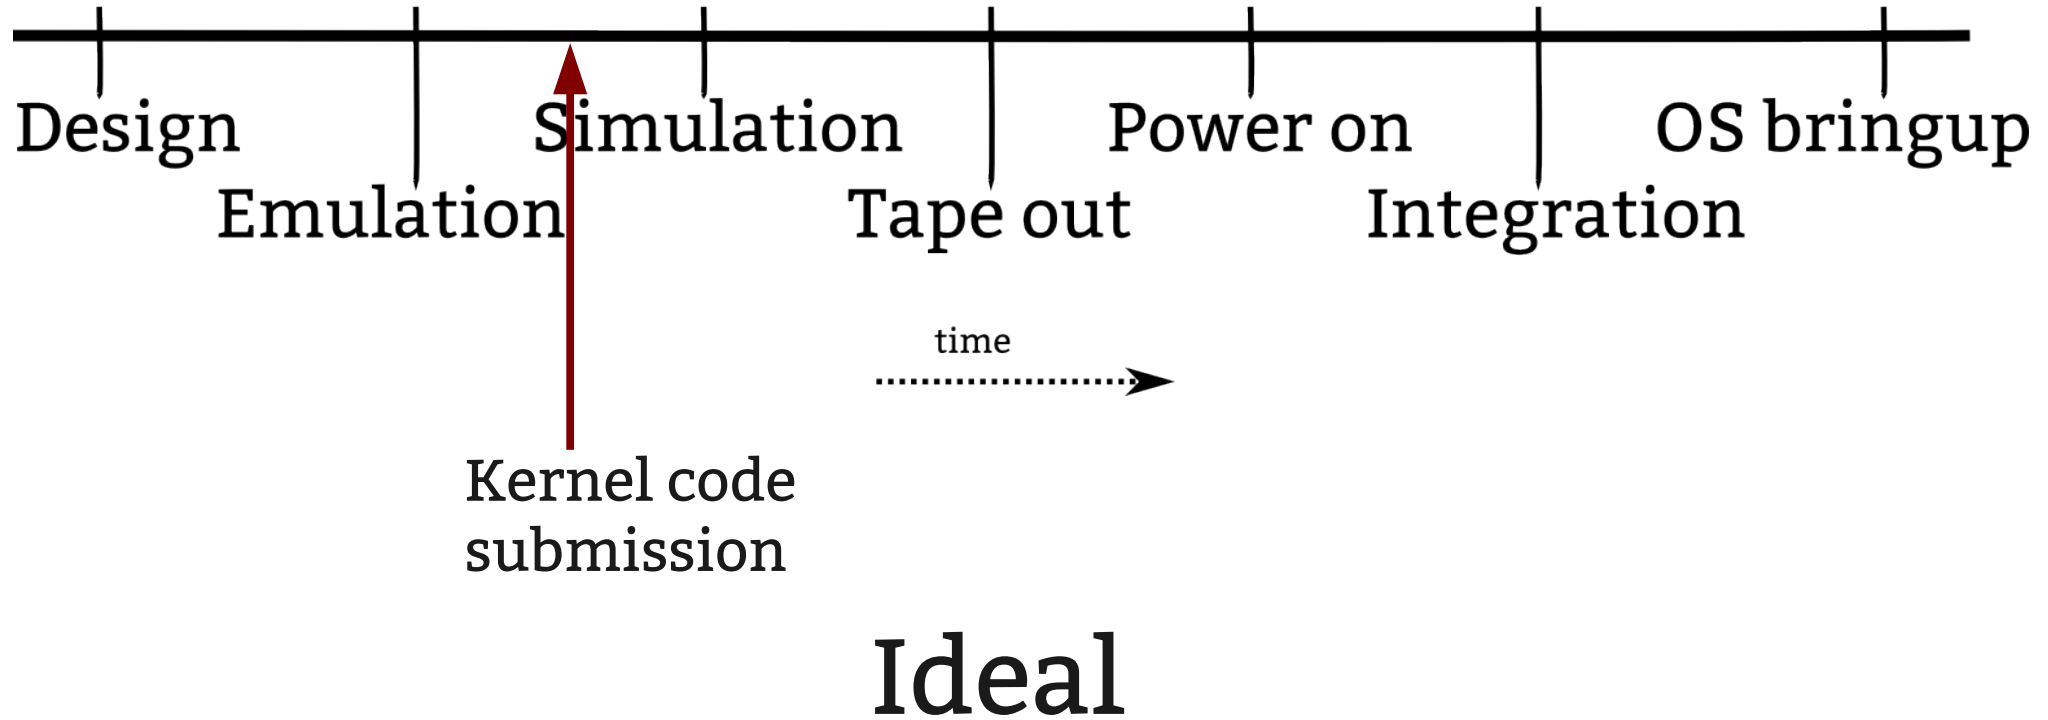 Design
Simulation
Power on
OS bringup
Emulation
Tape out
Integration
time
Kernel code
submission
Ideal